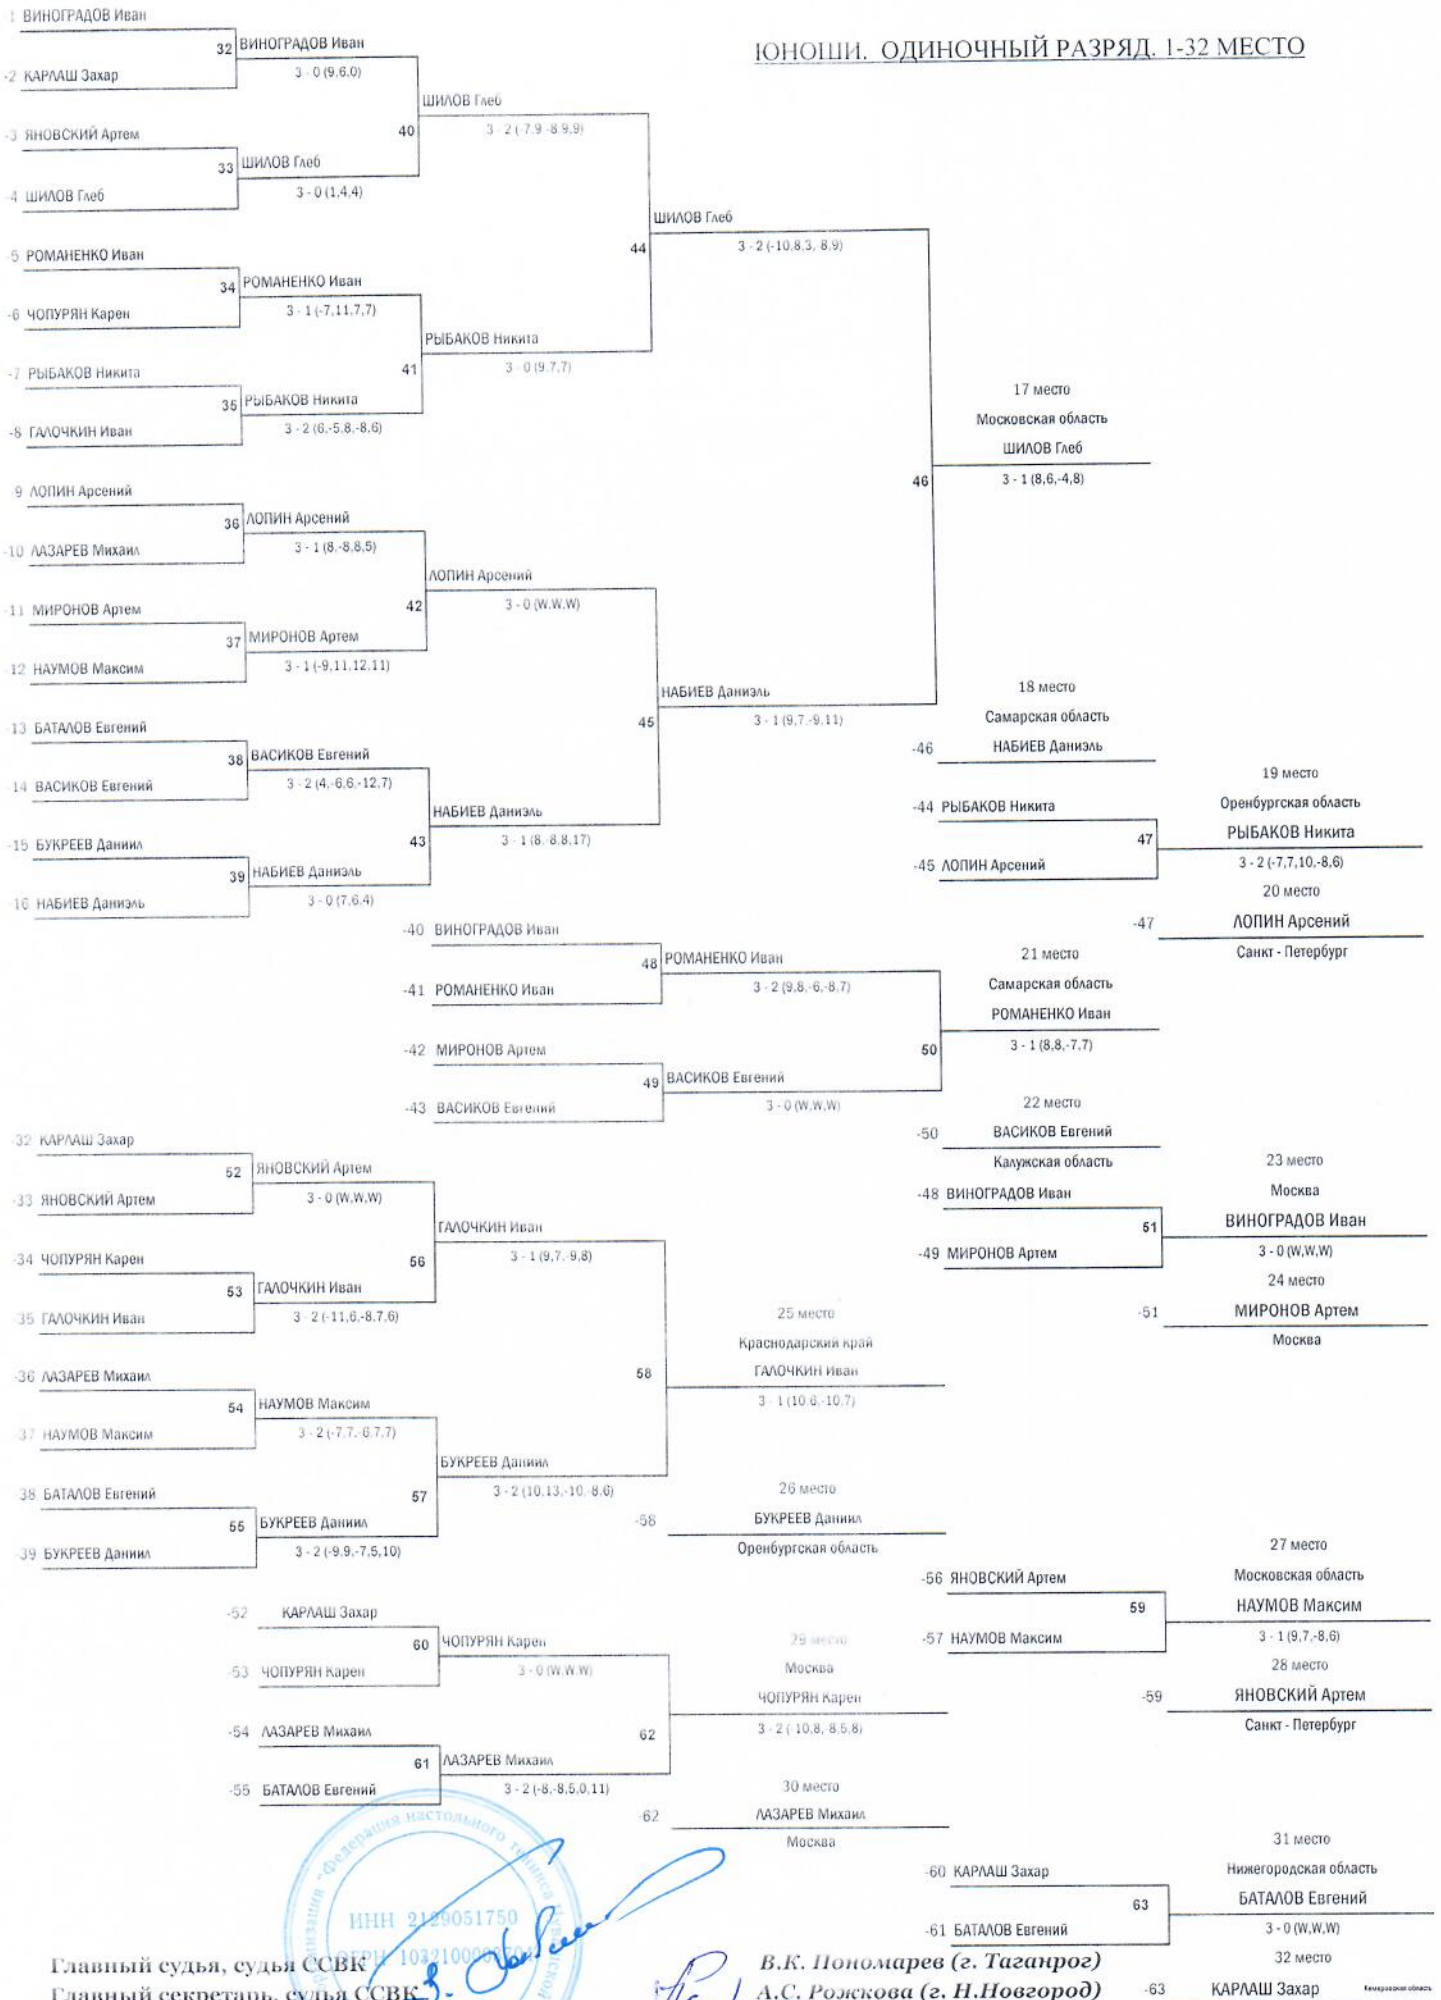 ЮНОШИ. ОДИНОЧНЫЙ РАЗРЯД. 1-32 МЕСТО
-1 ВИНОГРАДОВ Иван
32 ВИНОГРАДОВ Иван
-2 КАРЛАШ Захар
3 - 0 (9,6,0)
ШИЛОВ Глеб
40
3 - 2 (-7,9,-8,9,9)
-3 ЯНОВСКИЙ Артем
33 ШИЛОВ Глеб
-4 ШИЛОВ Глеб
3 - 0 (1,4,4)
ШИЛОВ Глеб
44
3 - 2 (-10,8,3,-8,9)
-5 РОМАНЕНКО Иван
34 РОМАНЕНКО Иван
-6 ЧОПУРЯН Карен
3 - 1 (-7,11,7,7)
РЫБАКОВ Никита
41
3 - 0 (9,7,7)
-7 РЫБАКОВ Никита
35 РЫБАКОВ Никита
-8 ГАЛОЧКИН Иван
3 - 2 (6,-5,8,-8,6)
17 место
Московская область
ШИЛОВ Глеб
46
3 - 1 (8,6,-4,8)
-9 ЛОПИН Арсений
36 ЛОПИН Арсений
-10 ЛАЗАРЕВ Михаил
3 - 1 (8,-8,8,5)
ЛОПИН Арсений
42
3 - 0 (W,W,W)
-11 МИРОНОВ Артем
37 МИРОНОВ Артем
-12 НАУМОВ Максим
3 - 1 (-9,11,12,11)
НАБИЕВ Даниэль
45
3 - 1 (9,7,-9,11)
-13 БАТАЛОВ Евгений
38 ВАСИКОВ Евгений
-14 ВАСИКОВ Евгений
3 - 2 (4,-6,6,-12,7)
НАБИЕВ Даниэль
43
3 - 1 (8,-8,8,17)
-15 БУКРЕЕВ Даниил
39 НАБИЕВ Даниэль
-16 НАБИЕВ Даниэль
3 - 0 (7,6,4)
18 место
Самарская область
-46 НАБИЕВ Даниэль
19 место
-44 РЫБАКОВ Никита
Оренбургская область
47 РЫБАКОВ Никита
-45 ЛОПИН Арсений
3 - 2 (-7,7,10,-8,6)
20 место
-47 ЛОПИН Арсений
Санкт - Петербург
-40 ВИНОГРАДОВ Иван
48 РОМАНЕНКО Иван
-41 РОМАНЕНКО Иван
3 - 2 (9,8,-6,-8,7)
21 место
Самарская область
РОМАНЕНКО Иван
50
3 - 1 (8,8,-7,7)
-42 МИРОНОВ Артем
49 ВАСИКОВ Евгений
-43 ВАСИКОВ Евгений
3 - 0 (W,W,W)
22 место
-50 ВАСИКОВ Евгений
Калужская область
23 место
-48 ВИНОГРАДОВ Иван
Москва
51 ВИНОГРАДОВ Иван
-49 МИРОНОВ Артем
3 - 0 (W,W,W)
24 место
-51 МИРОНОВ Артем
Москва
-32 КАРЛАШ Захар
52 ЯНОВСКИЙ Артем
-33 ЯНОВСКИЙ Артем
3 - 0 (W,W,W)
ГАЛОЧКИН Иван
56
3 - 1 (9,7,-9,8)
-34 ЧОПУРЯН Карен
53 ГАЛОЧКИН Иван
-35 ГАЛОЧКИН Иван
3 - 2 (-11,6,-8,7,6)
25 место
Краснодарский край
58 ГАЛОЧКИН Иван
3 - 1 (10,6,-10,7)
-36 ЛАЗАРЕВ Михаил
54 НАУМОВ Максим
-37 НАУМОВ Максим
3 - 2 (-7,7,-6,7,7)
БУКРЕЕВ Даниил
57
3 - 2 (10,13,-10,-8,6)
-38 БАТАЛОВ Евгений
55 БУКРЕЕВ Даниил
-39 БУКРЕЕВ Даниил
3 - 2 (-9,9,-7,5,10)
26 место
-58 БУКРЕЕВ Даниил
Оренбургская область
27 место
-56 ЯНОВСКИЙ Артем
Московская область
59 НАУМОВ Максим
-57 НАУМОВ Максим
3 - 1 (9,7,-8,6)
28 место
-59 ЯНОВСКИЙ Артем
Санкт - Петербург
-52 КАРЛАШ Захар
60 ЧОПУРЯН Карен
-53 ЧОПУРЯН Карен
3 - 0 (W,W,W)
29 место
Москва
ЧОПУРЯН Карен
62
3 - 2 (-10,8,-8,5,8)
-54 ЛАЗАРЕВ Михаил
61 ЛАЗАРЕВ Михаил
-55 БАТАЛОВ Евгений
3 - 2 (-8,-8,5,0,11)
30 место
-62 ЛАЗАРЕВ Михаил
Москва
31 место
-60 КАРЛАШ Захар
Нижегородская область
63 БАТАЛОВ Евгений
-61 БАТАЛОВ Евгений
3 - 0 (W,W,W)
32 место
-63 КАРЛАШ Захар
Кемеровская область
"Федерация настольного тенниса
ИНН 2129051750
ОГРН
Главный судья, судья ССВК
В.К. Пономарев (г. Таганрог)
Главный секретарь, судья ССВК
А.С. Рожкова (г. Н.Новгород)